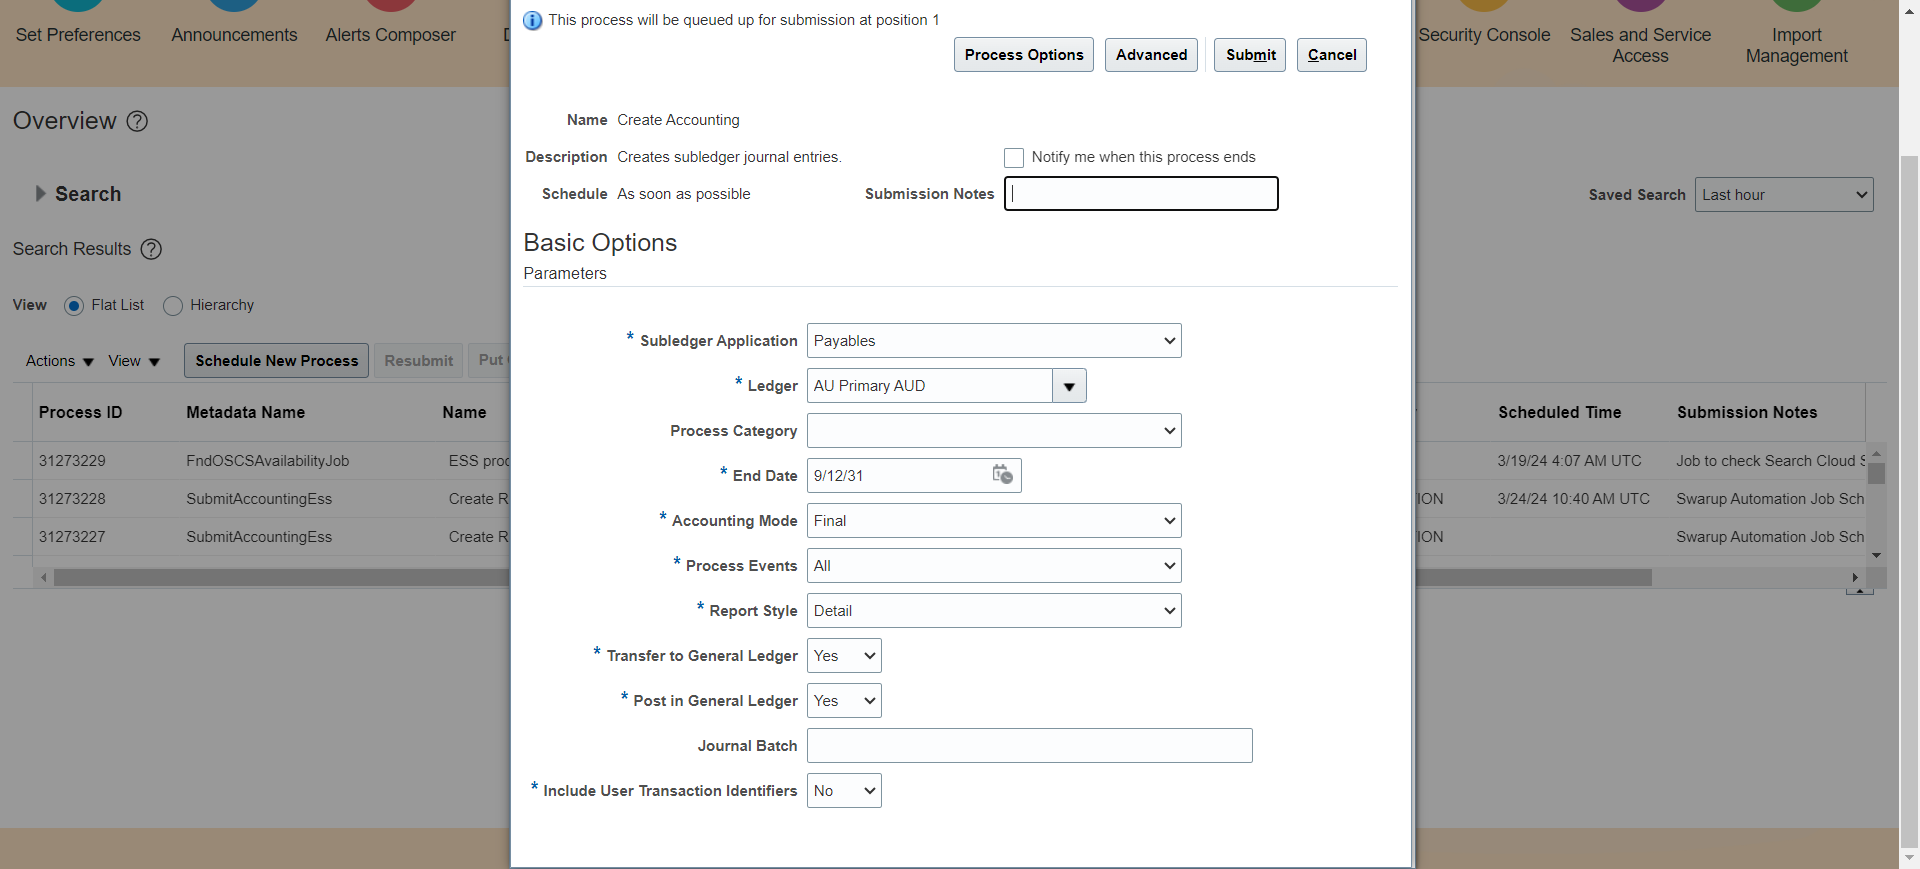 Set Preferences
Announcements
Alerts Composer
Security Console
Sales and Service Access
Import Management
This process will be queued up for submission at position 1
Process Options
Advanced
Submit
Cancel
Overview
Name Create Accounting
Description Creates subledger journal entries.
Notify me when this process ends
Schedule As soon as possible
Submission Notes
Search
Saved Search Last hour
Search Results
Basic Options
Parameters
View Flat List Hierarchy
Actions View Schedule New Process Resubmit Put
Process ID Metadata Name Name Scheduled Time Submission Notes
31273229 FndOSCSAvailabilityJob ESS 3/19/24 4:07 AM UTC Job to check Search Cloud
31273228 SubmitAccountingEss Create 3/24/24 10:40 AM UTC Swarup Automation Job
31273227 SubmitAccountingEss Create Swarup Automation Job
* Subledger Application Payables
* Ledger AU Primary AUD
Process Category
* End Date 9/12/31
* Accounting Mode Final
* Process Events All
* Report Style Detail
* Transfer to General Ledger Yes
* Post in General Ledger Yes
Journal Batch
* Include User Transaction Identifiers No